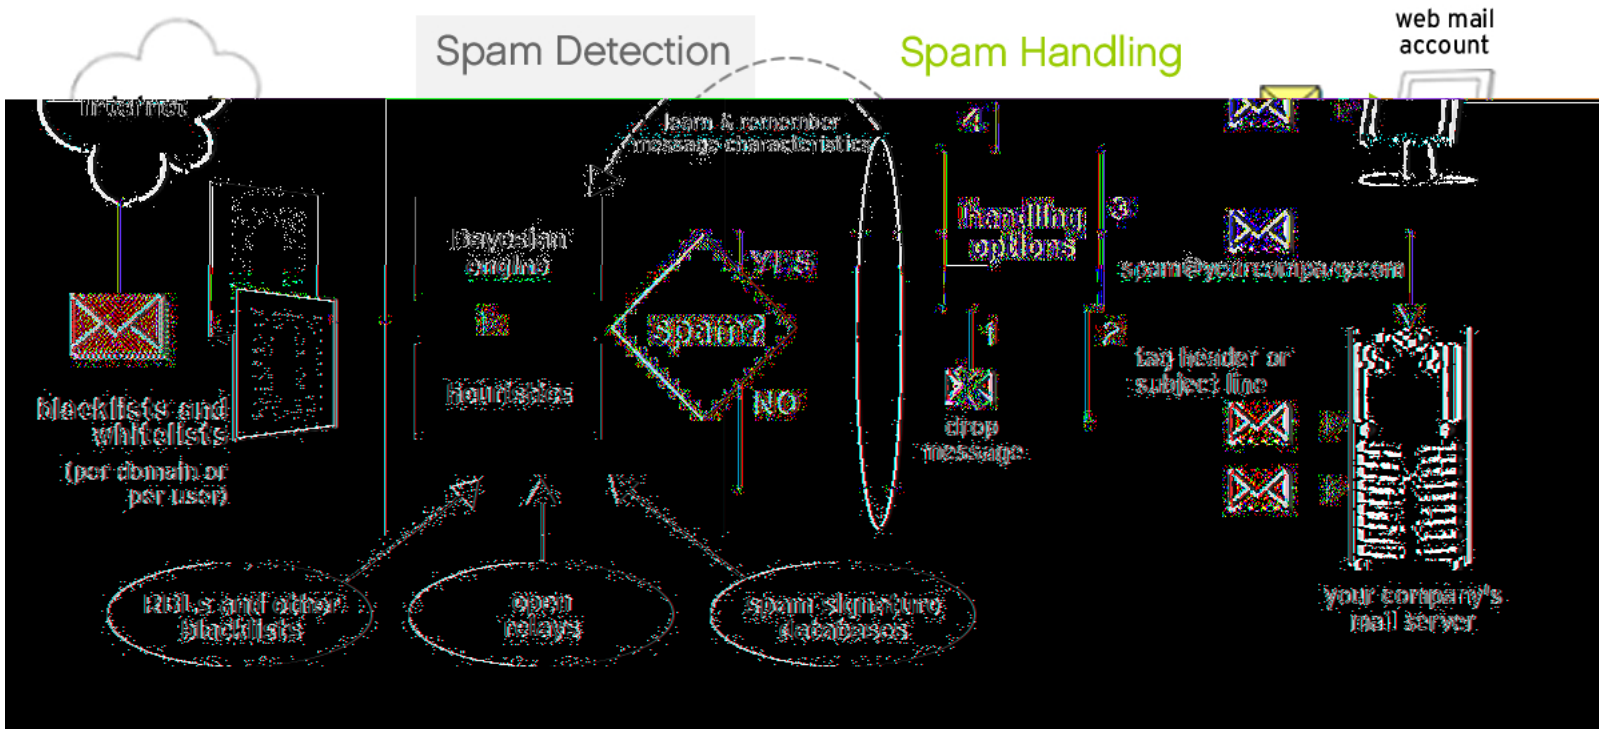 Spam Detection
Spam Handling
web mail
account
internet
learn & remember
message characteristics
4
handling
options
3
Bayesian
engine
YES
spam@yourcompany.com
spam?
1
2
tag header or
subject line
Heuristics
NO
blacklists and
whitelists
(per domain or
per user)
drop
message
RBLs and other
blacklists
open
relays
spam signature
databases
your company's
mail server